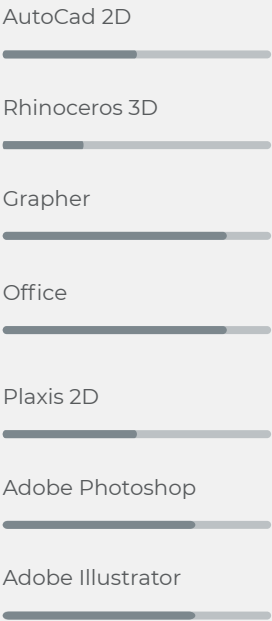 AutoCad 2D
Rhinoceros 3D
Grapher
Office
Plaxis 2D
Adobe Photoshop
Adobe Illustrator